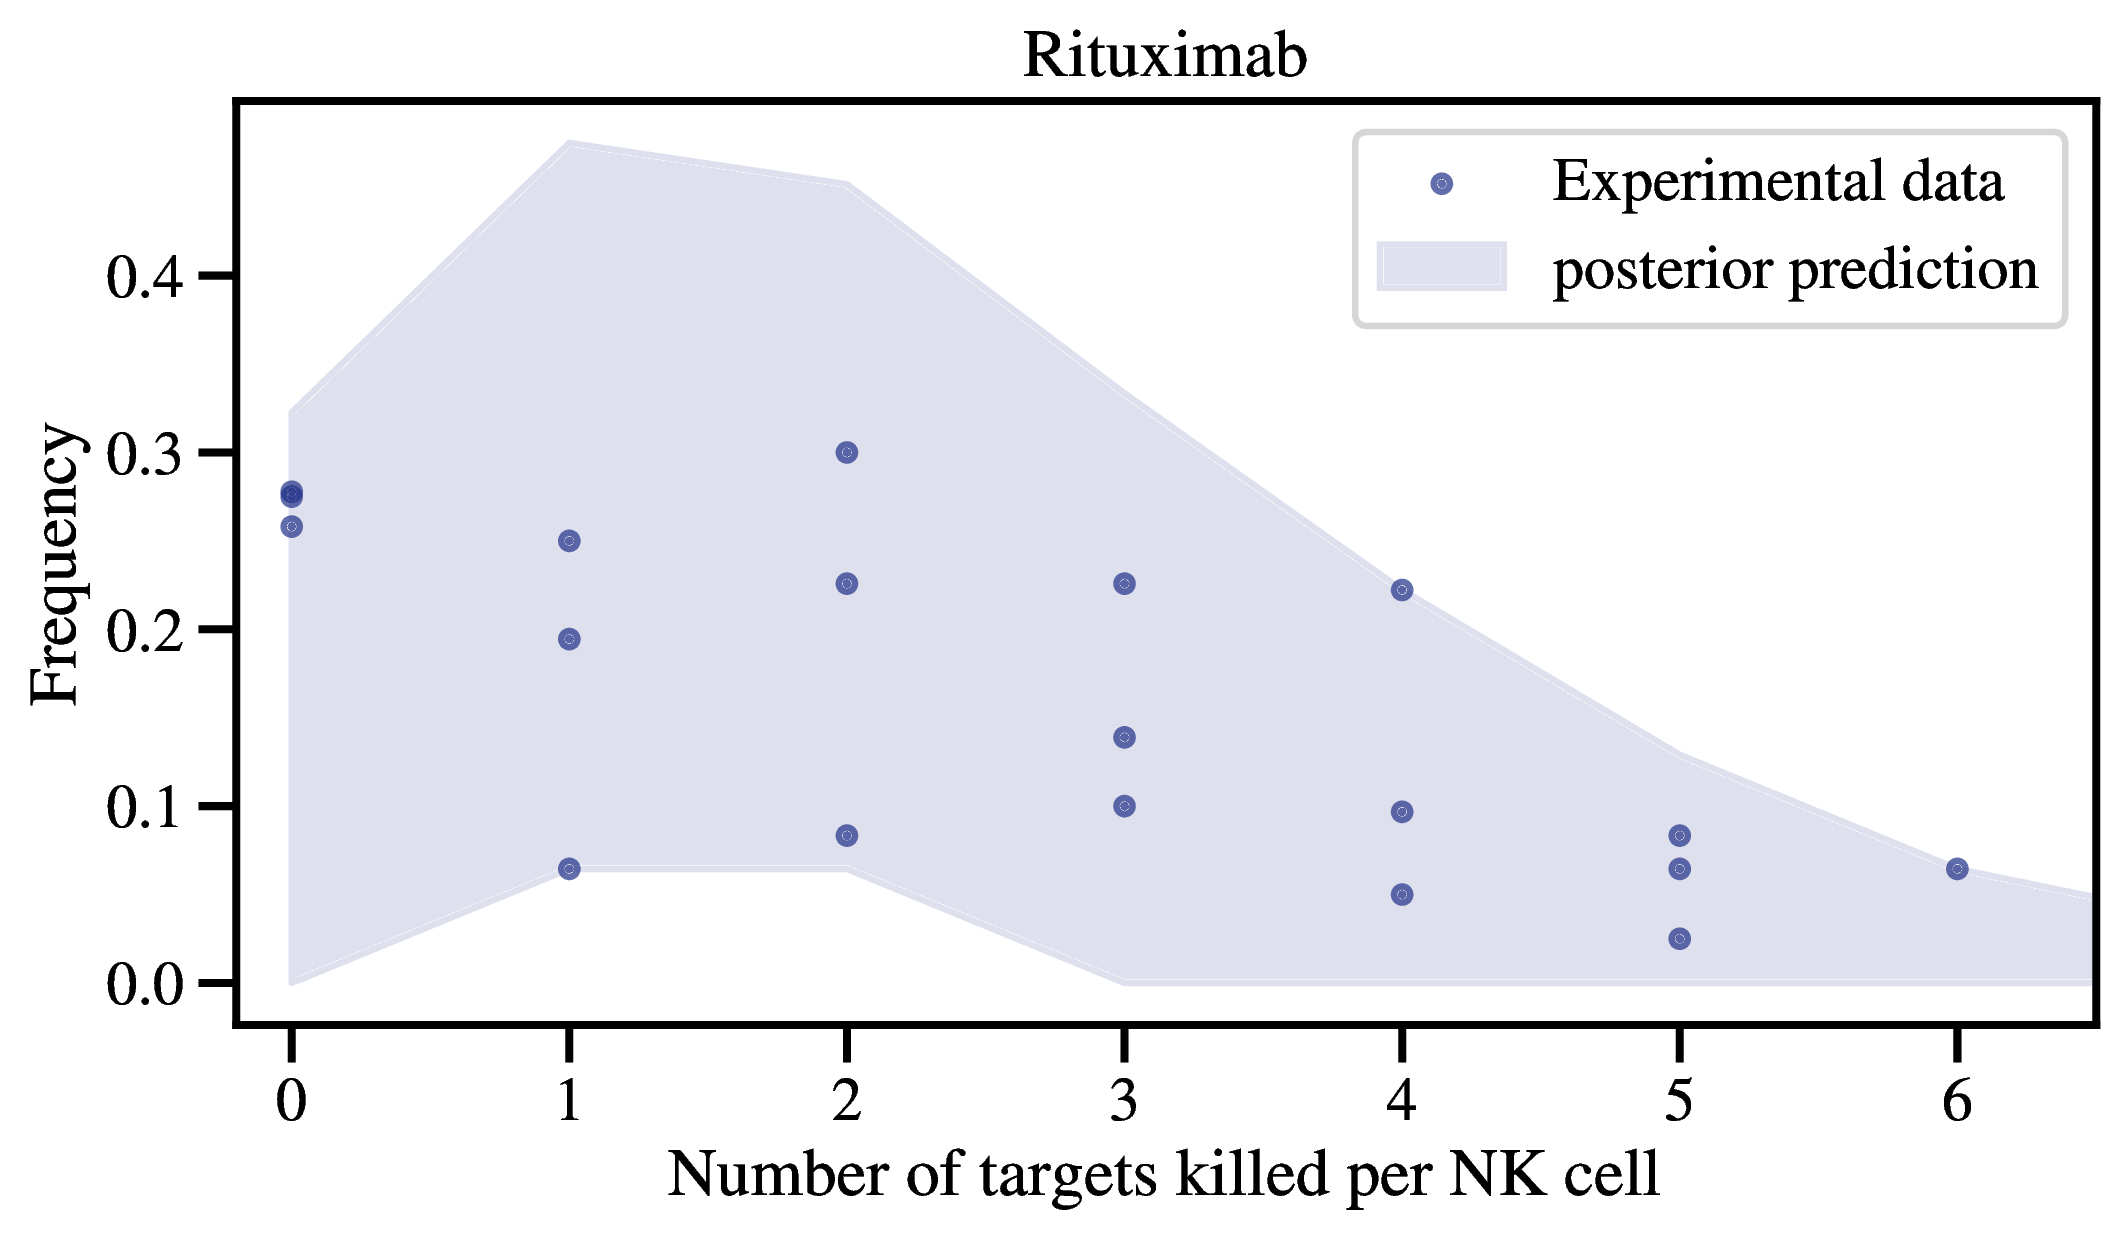 Rituximab
Experimental data
posterior prediction
Frequency
0.4
0.3
0.2
0.1
0.0
0 1 2 3 4 5 6
Number of targets killed per NK cell